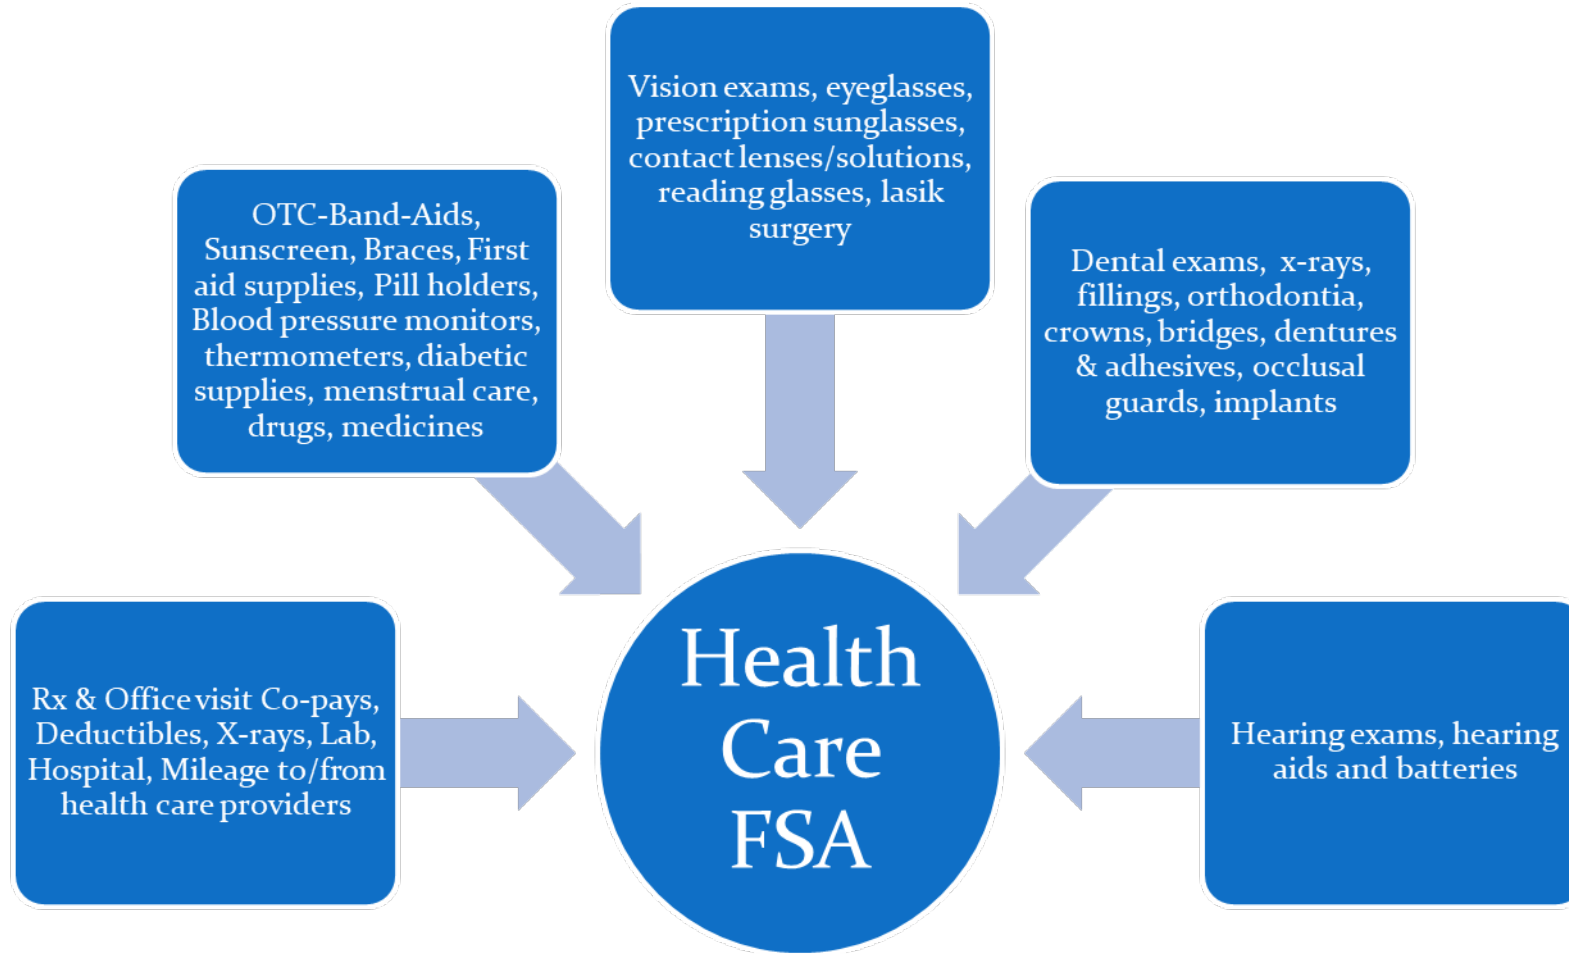 Vision exams, eyeglasses,
prescription sunglasses,
contact lenses/solutions,
reading glasses, lasik
surgery
OTC-Band-Aids,
Sunscreen, Braces, First
aid supplies, Pill holders,
Blood pressure monitors,
thermometers, diabetic
supplies, menstrual care,
drugs, medicines
Dental exams, x-rays,
fillings, orthodontia,
crowns, bridges, dentures
& adhesives, occlusal
guards, implants
Rx & Office visit Co-pays,
Deductibles, X-rays, Lab,
Hospital, Mileage to/from
health care providers
Health
Care
FSA
Hearing exams, hearing
aids and batteries